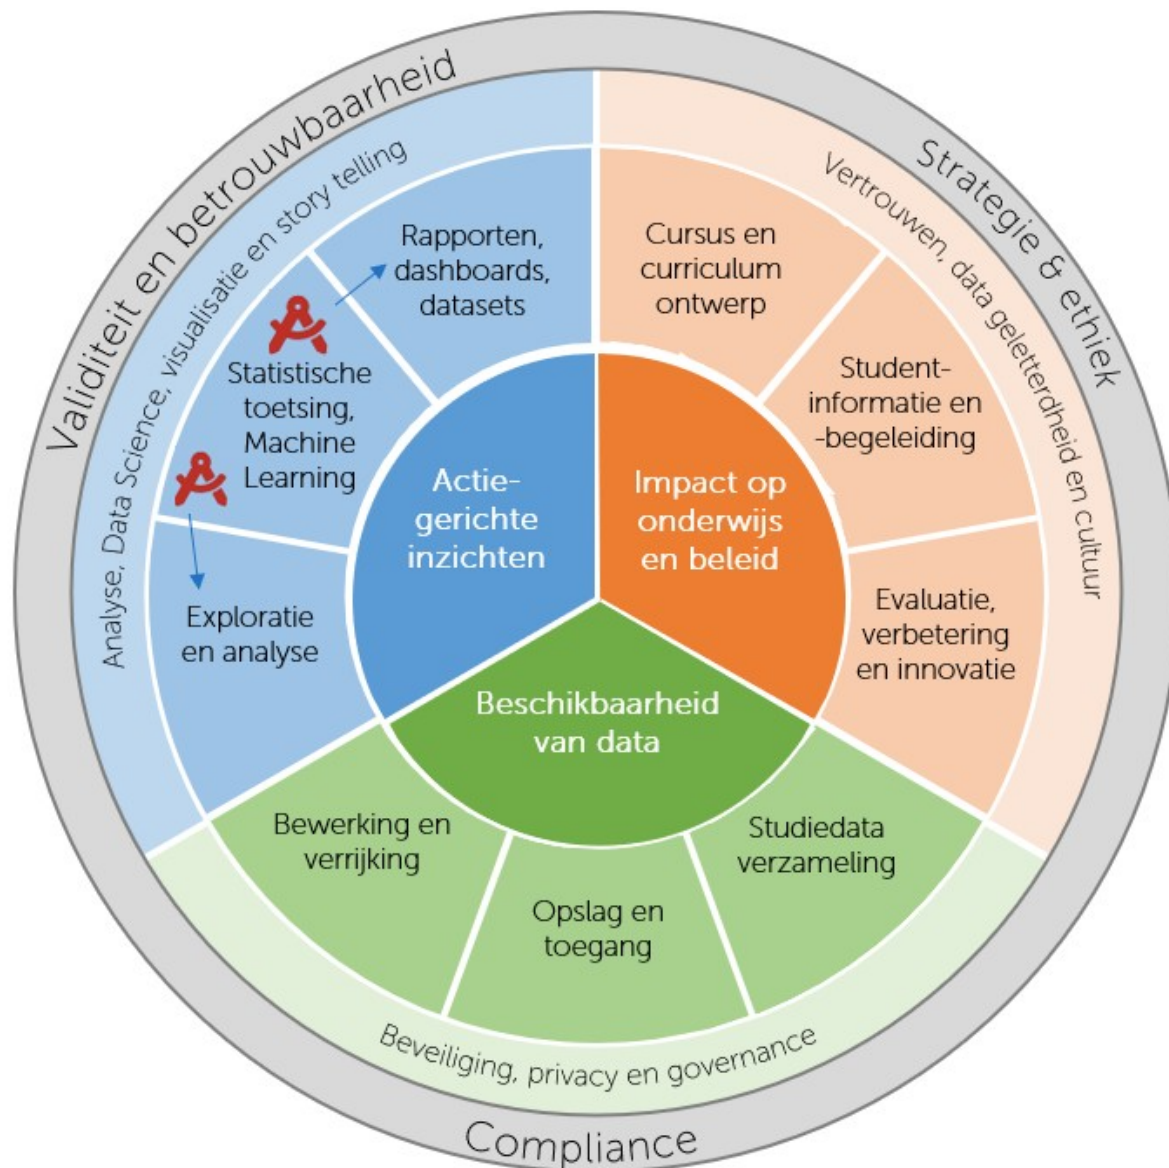 Validiteit en betrouwbaarheid
Strategie & ethiek
Compliance
Analyse, Data Science, visualisatie en story telling
Vertrouwen, data geletterdheid en cultuur
Beveiliging, privacy en governance
Rapporten,
dashboards,
datasets
Statistische
toetsing,
Machine
Learning
Exploratie
en analyse
Cursus en
curriculum
ontwerp
Student-
informatie en
-begeleiding
Evaluatie,
verbetering
en innovatie
Actie-
gerichte
inzichten
Impact op
onderwijs
en beleid
Beschikbaarheid
van data
Bewerking en
verrijking
Opslag en
toegang
Studiedata
verzameling